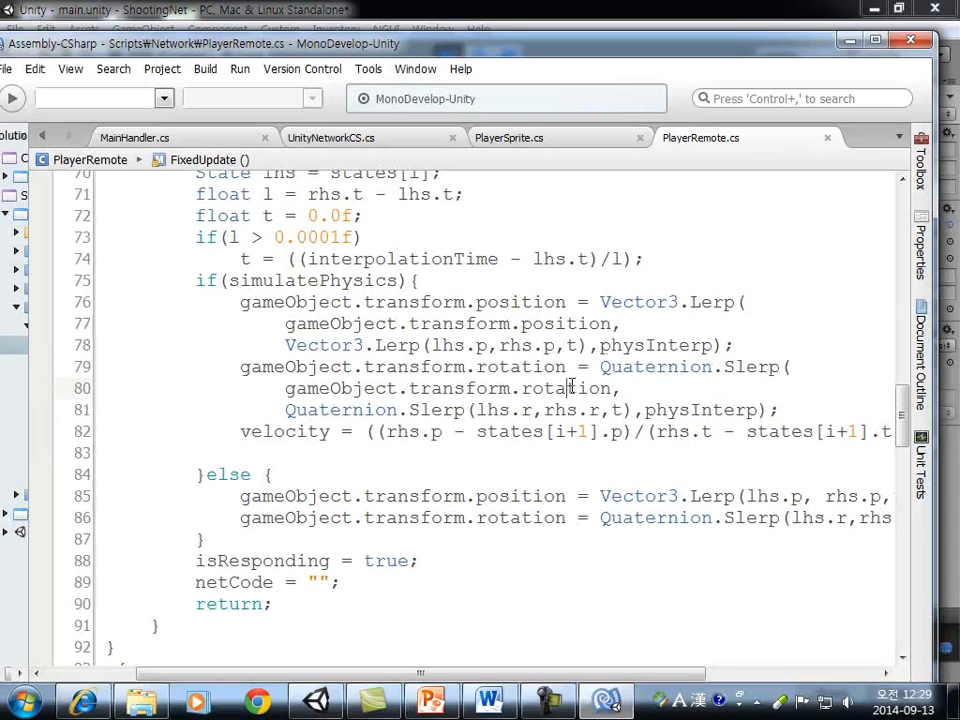 Unity - main.unity - ShootingNet - PC, Mac & Linux Standalone*
Assembly-CSharp - Scripts₩Network₩PlayerRemote.cs - MonoDevelop-Unity
File Edit View Search Project Build Run Version Control Tools Window Help
MonoDevelop-Unity
Press 'Control+,' to search
MainHandler.cs
UnityNetworkCS.cs
PlayerSprite.cs
PlayerRemote.cs
PlayerRemote FixedUpdate ()
Toolbox
Properties
Document Outline
Unit Tests
70 State lhs = states[i];
71 float l = rhs.t - lhs.t;
72 float t = 0.0f;
73 if(l > 0.0001f)
74 t = ((interpolationTime - lhs.t)/l);
75 if(simulatePhysics){
76 gameObject.transform.position = Vector3.Lerp(
77 gameObject.transform.position,
78 Vector3.Lerp(lhs.p,rhs.p,t),physInterp);
79 gameObject.transform.rotation = Quaternion.Slerp(
80 gameObject.transform.rotation,
81 Quaternion.Slerp(lhs.r,rhs.r,t),physInterp);
82 velocity = ((rhs.p - states[i+1].p)/(rhs.t - states[i+1].t
83
84 }else {
85 gameObject.transform.position = Vector3.Lerp(lhs.p, rhs.p,
86 gameObject.transform.rotation = Quaternion.Slerp(lhs.r,rhs
87 }
88 isResponding = true;
89 netCode = "";
90 return;
91 }
92 }
A 漢
오전 12:29
2014-09-13